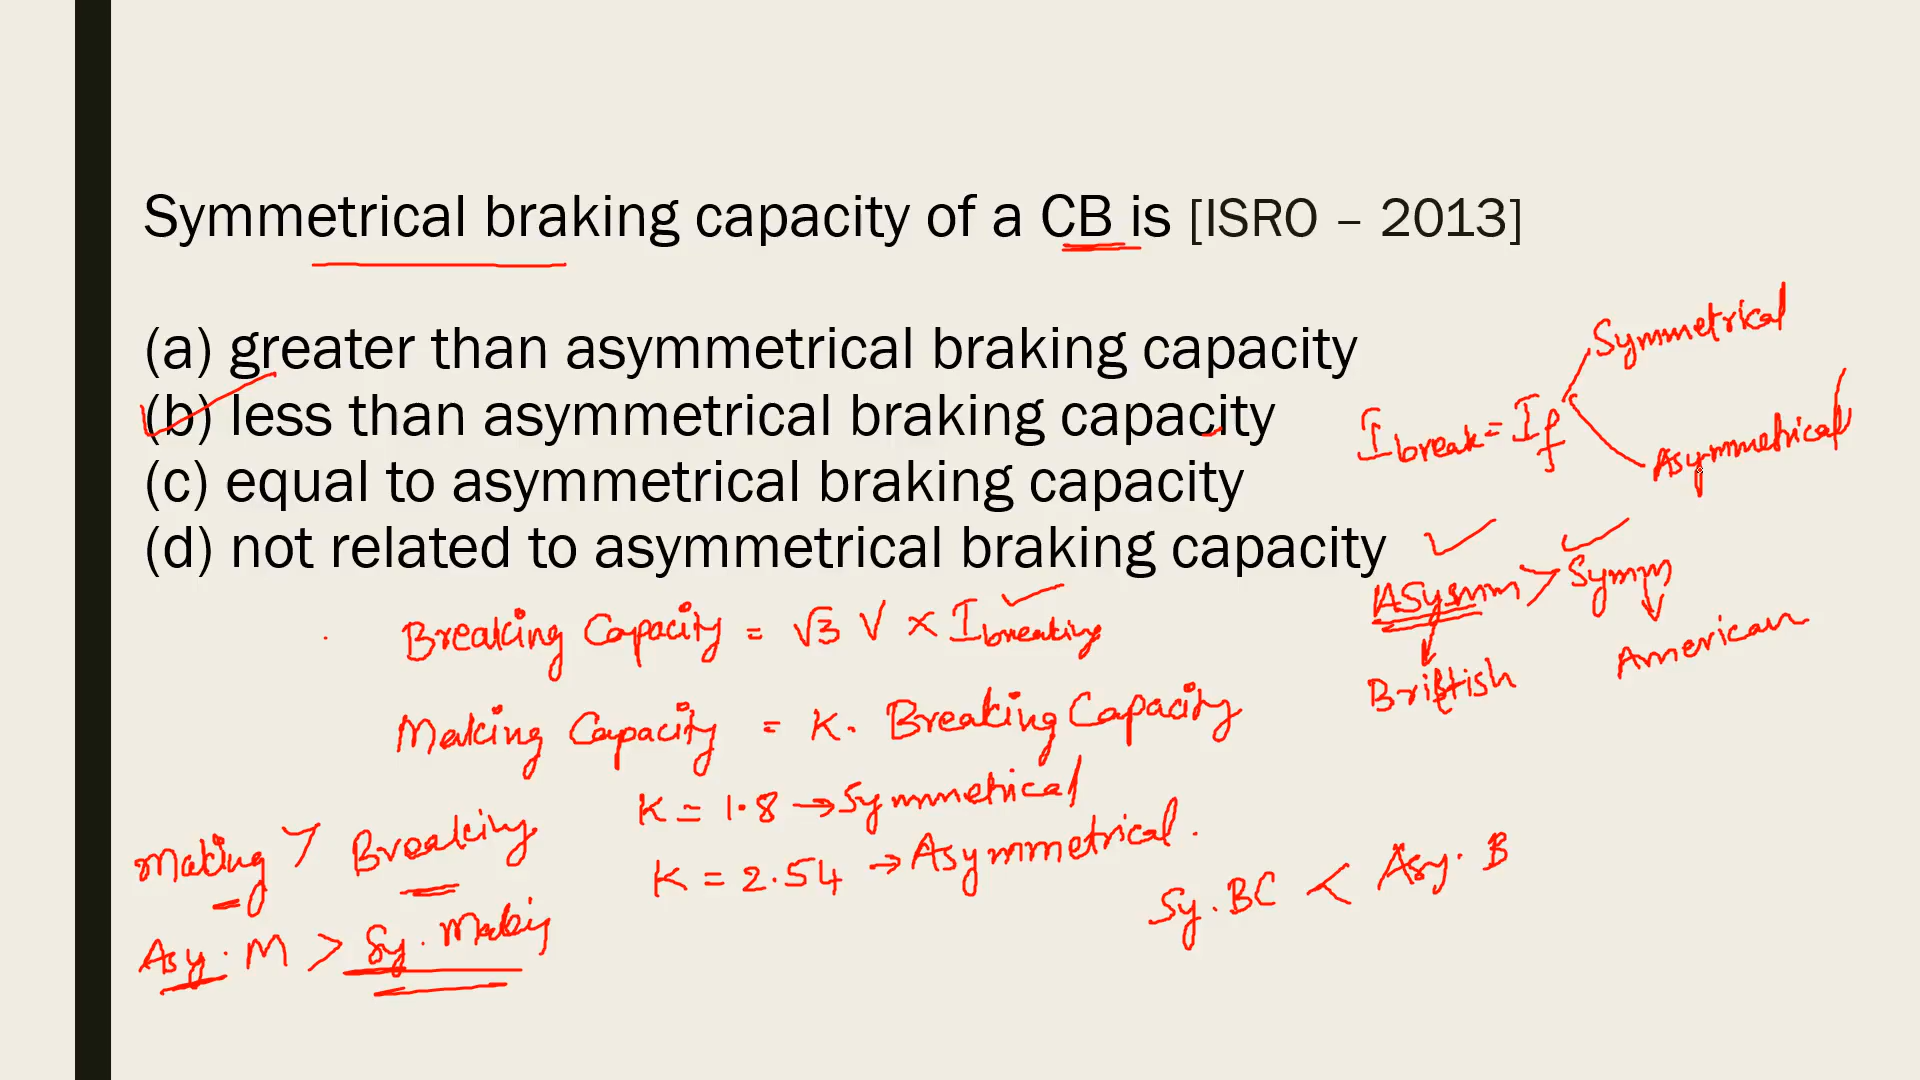 Symmetrical braking capacity of a CB is [ISRO – 2013]
(a) greater than asymmetrical braking capacity
(b) less than asymmetrical braking capacity
(c) equal to asymmetrical braking capacity
(d) not related to asymmetrical braking capacity
Symmetrical
I break = If
Asymmetrical
ASymm > Symm
British
American
Breaking Capacity = √3 V × I breaking
Making Capacity = K. Breaking Capacity
K = 1.8 → Symmetrical
K = 2.54 → Asymmetrical.
Making > Breaking
Asy. M > Sy. Making
Sy. BC < Asy. B